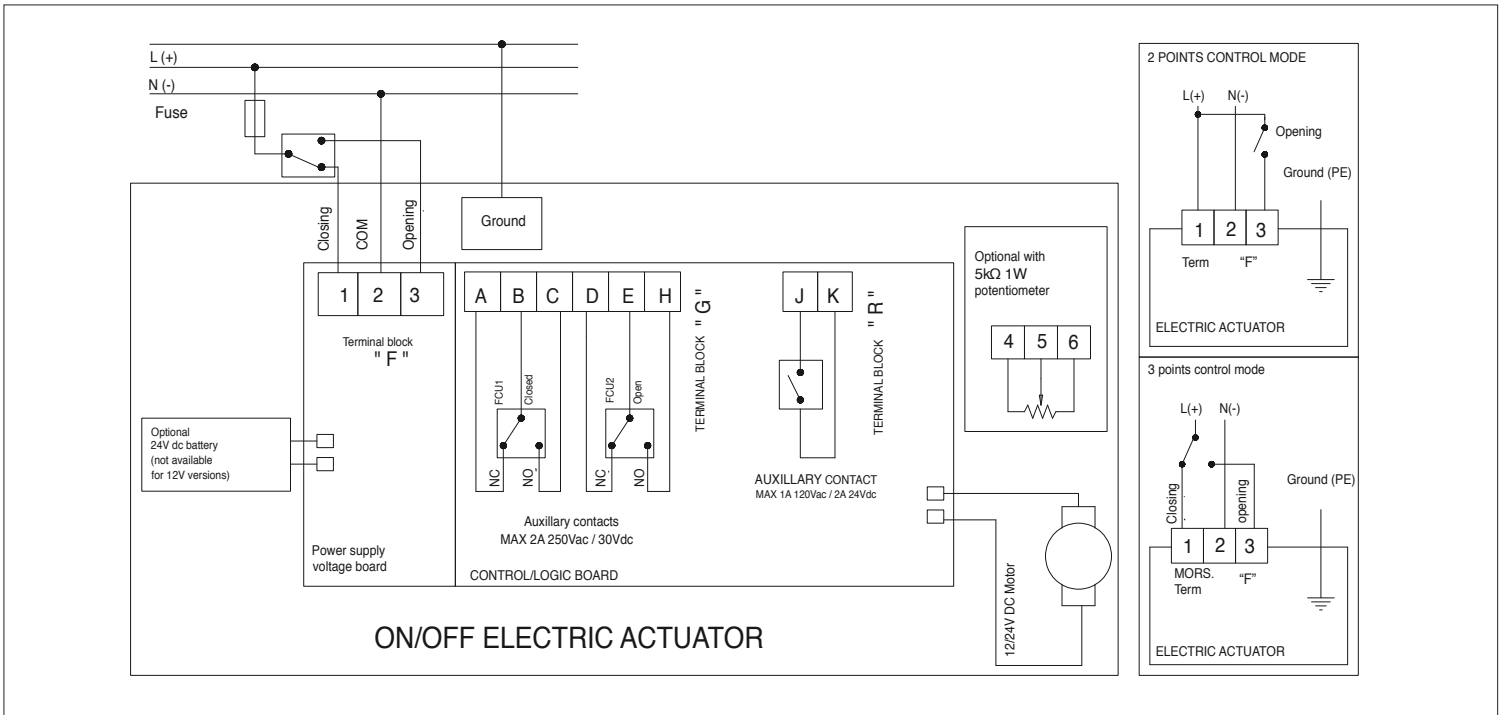 L (+)
N (-)
Fuse
Closing
COM
Opening
Ground
1 2 3
Terminal block
" F "
A B C D E H
TERMINAL BLOCK " G "
FCU1
Closed
FCU2
Open
NC
NO
NC
NO
Auxillary contacts
MAX 2A 250Vac / 30Vdc
J K
TERMINAL BLOCK " R "
AUXILLARY CONTACT
MAX 1A 120Vac / 2A 24Vdc
Optional with
5kΩ 1W
potentiometer
4 5 6
Optional
24V dc battery
(not available
for 12V versions)
Power supply
voltage board
CONTROL/LOGIC BOARD
12/24V DC Motor
ON/OFF ELECTRIC ACTUATOR
2 POINTS CONTROL MODE
L(+) N(-)
Opening
Ground (PE)
1 2 3
Term "F"
ELECTRIC ACTUATOR
3 points control mode
L(+) N(-)
Ground (PE)
Closing
opening
1 2 3
MORS.
Term "F"
ELECTRIC ACTUATOR